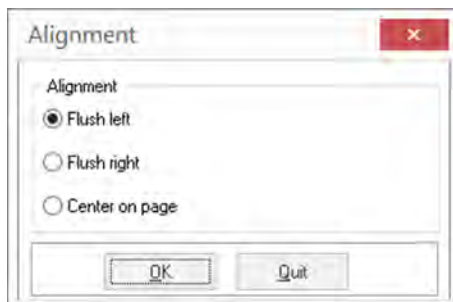 Alignment
Alignment
Flush left
Flush right
Center on page
OK Quit